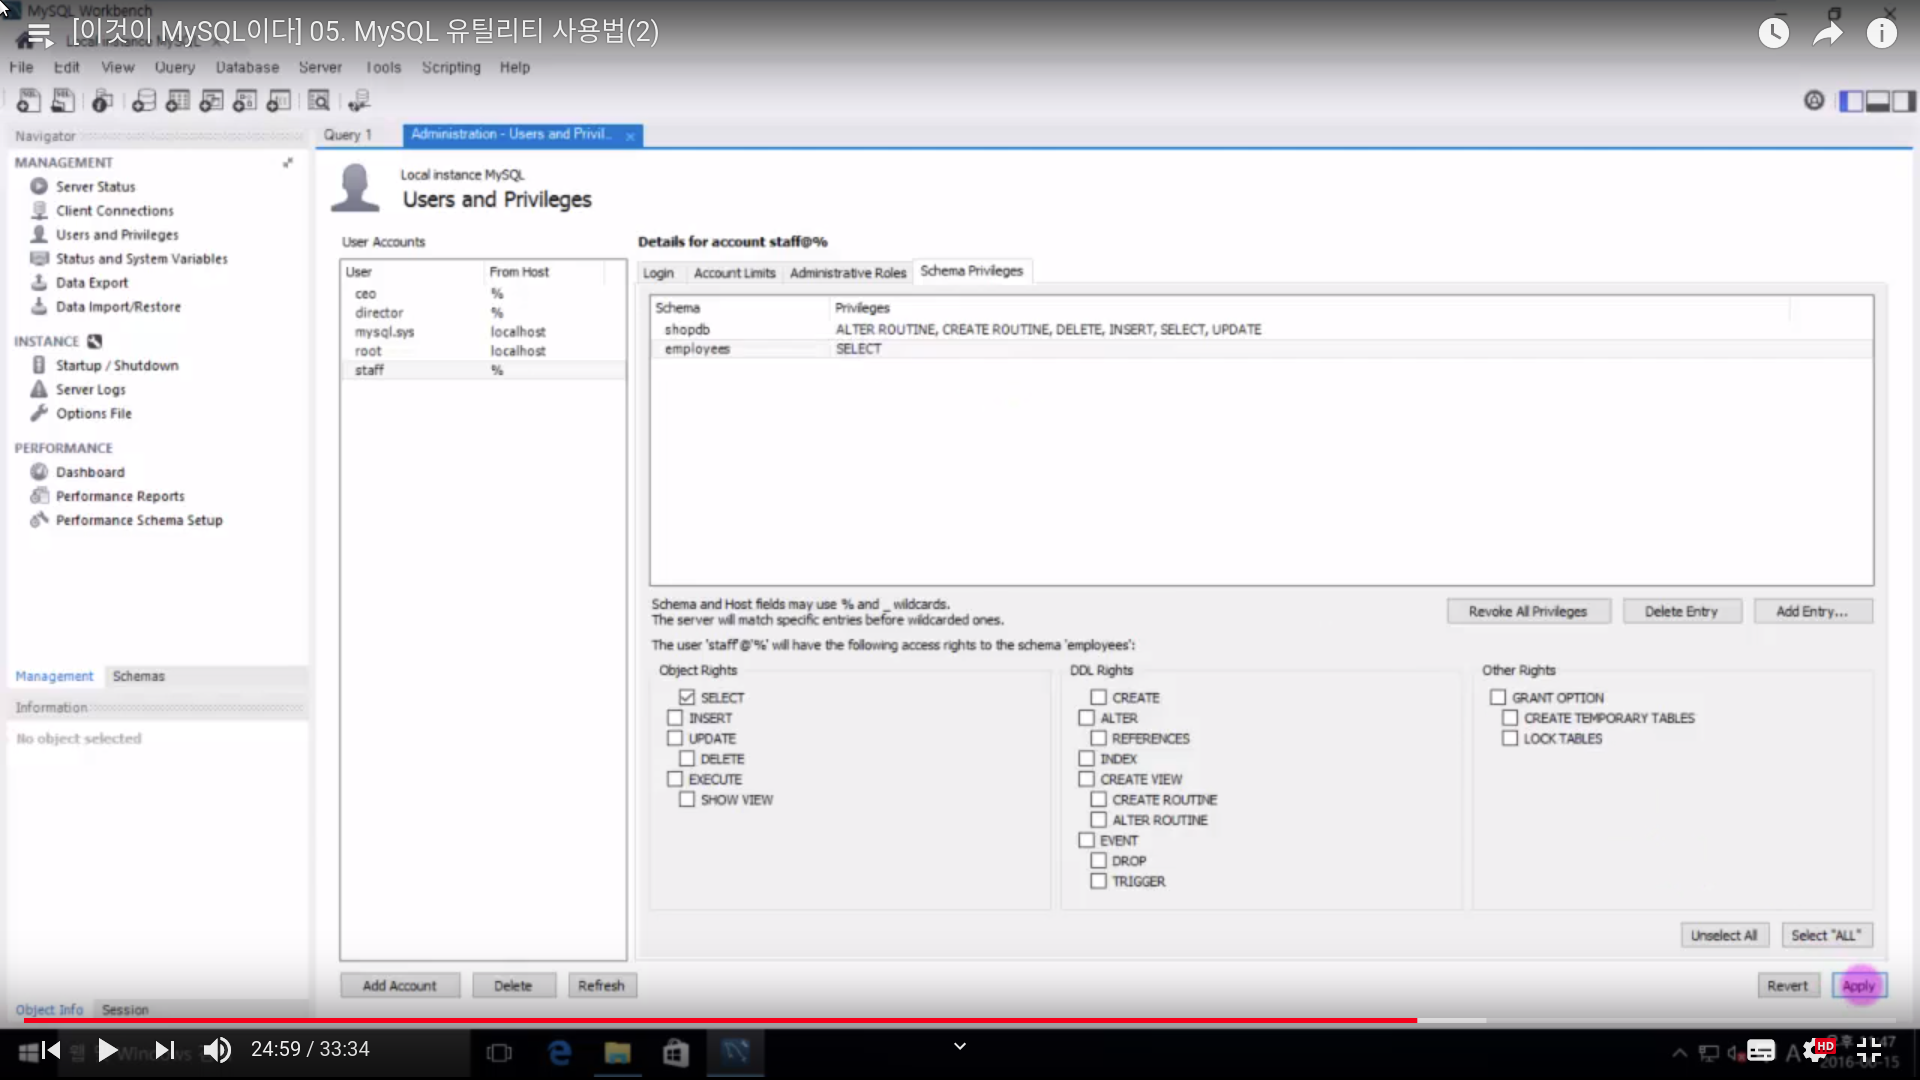 MySQL Workbench
[이것이 MySQL이다] 05. MySQL 유틸리티 사용법(2)
File Edit View Query Database Server Tools Scripting Help
Navigator
Query 1
Administration - Users and Privil..
MANAGEMENT
Server Status
Client Connections
Users and Privileges
Status and System Variables
Data Export
Data Import/Restore
INSTANCE
Startup / Shutdown
Server Logs
Options File
PERFORMANCE
Dashboard
Performance Reports
Performance Schema Setup
Management Schemas
Information
No object selected
Object Info Session
Local instance MySQL
Users and Privileges
User Accounts
User From Host
ceo %
director %
mysql.sys localhost
root localhost
staff %
Add Account Delete Refresh
Details for account staff@%
Login Account Limits Administrative Roles Schema Privileges
Schema Privileges
shopdb ALTER ROUTINE, CREATE ROUTINE, DELETE, INSERT, SELECT, UPDATE
employees SELECT
Schema and Host fields may use % and _ wildcards.
The server will match specific entries before wildcarded ones.
Revoke All Privileges Delete Entry Add Entry...
The user 'staff'@'%' will have the following access rights to the schema 'employees':
Object Rights
SELECT
INSERT
UPDATE
DELETE
EXECUTE
SHOW VIEW
DDL Rights
CREATE
ALTER
REFERENCES
INDEX
CREATE VIEW
CREATE ROUTINE
ALTER ROUTINE
EVENT
DROP
TRIGGER
Other Rights
GRANT OPTION
CREATE TEMPORARY TABLES
LOCK TABLES
Unselect All Select "ALL"
Revert Apply
24:59 / 33:34
HD